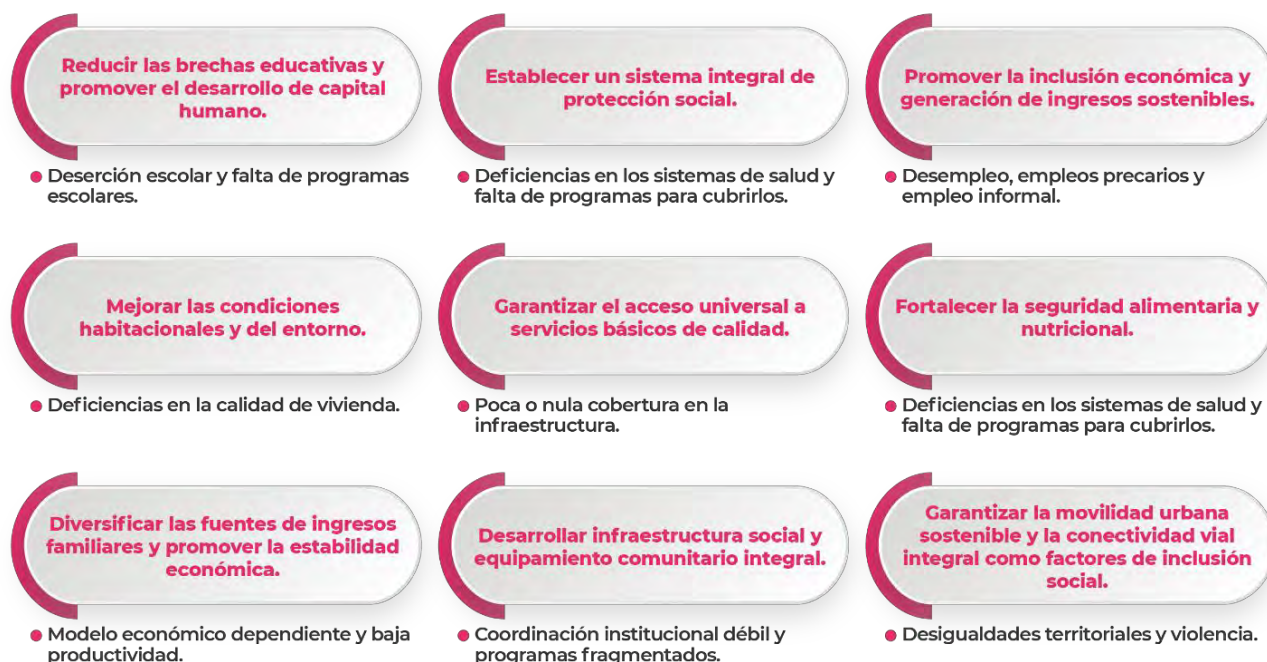 Reducir las brechas educativas y
promover el desarrollo de capital
humano.
● Deserción escolar y falta de programas
escolares.
Establecer un sistema integral de
protección social.
● Deficiencias en los sistemas de salud y
falta de programas para cubrirlos.
Promover la inclusión económica y
generación de ingresos sostenibles.
● Desempleo, empleos precarios y
empleo informal.
Mejorar las condiciones
habitacionales y del entorno.
● Deficiencias en la calidad de vivienda.
Garantizar el acceso universal a
servicios básicos de calidad.
● Poca o nula cobertura en la
infraestructura.
Fortalecer la seguridad alimentaria y
nutricional.
● Deficiencias en los sistemas de salud y
falta de programas para cubrirlos.
Diversificar las fuentes de ingresos
familiares y promover la estabilidad
económica.
● Modelo económico dependiente y baja
productividad.
Desarrollar infraestructura social y
equipamiento comunitario integral.
● Coordinación institucional débil y
programas fragmentados.
Garantizar la movilidad urbana
sostenible y la conectividad vial
integral como factores de inclusión
social.
● Desigualdades territoriales y violencia.